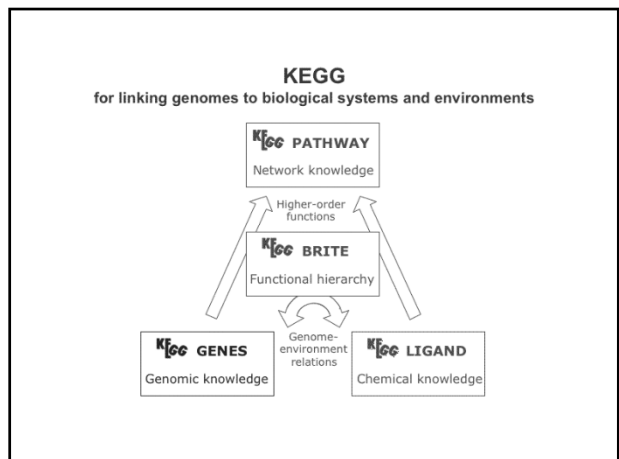 KEGG
for linking genomes to biological systems and environments
KEGG PATHWAY
Network knowledge
Higher-order
functions
KEGG BRITE
Functional hierarchy
KEGG GENES
Genomic knowledge
Genome-
environment
relations
KEGG LIGAND
Chemical knowledge